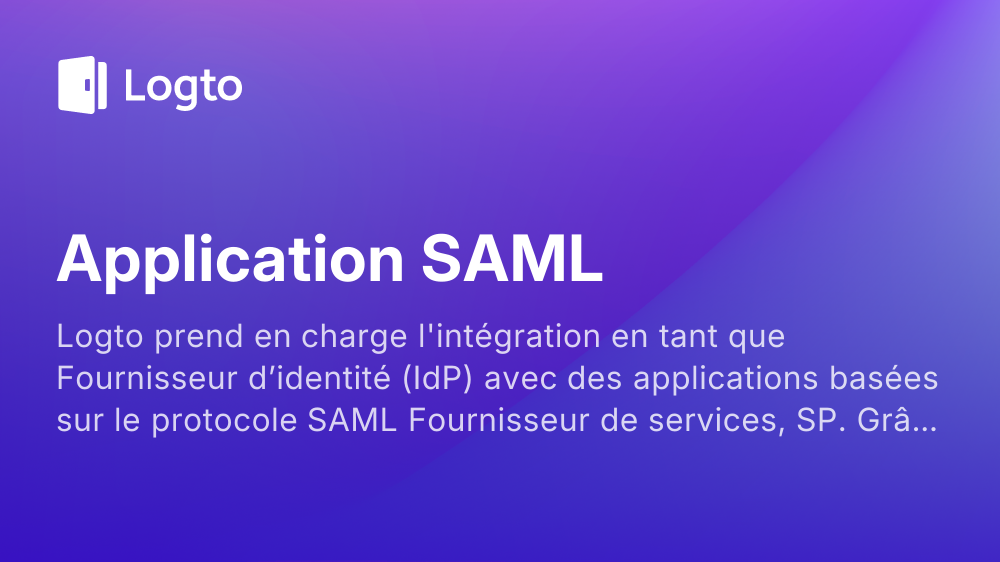 Logto
Application SAML
Logto prend en charge l'intégration en tant que
Fournisseur d’identité (IdP) avec des applications basées
sur le protocole SAML Fournisseur de services, SP. Grâ...